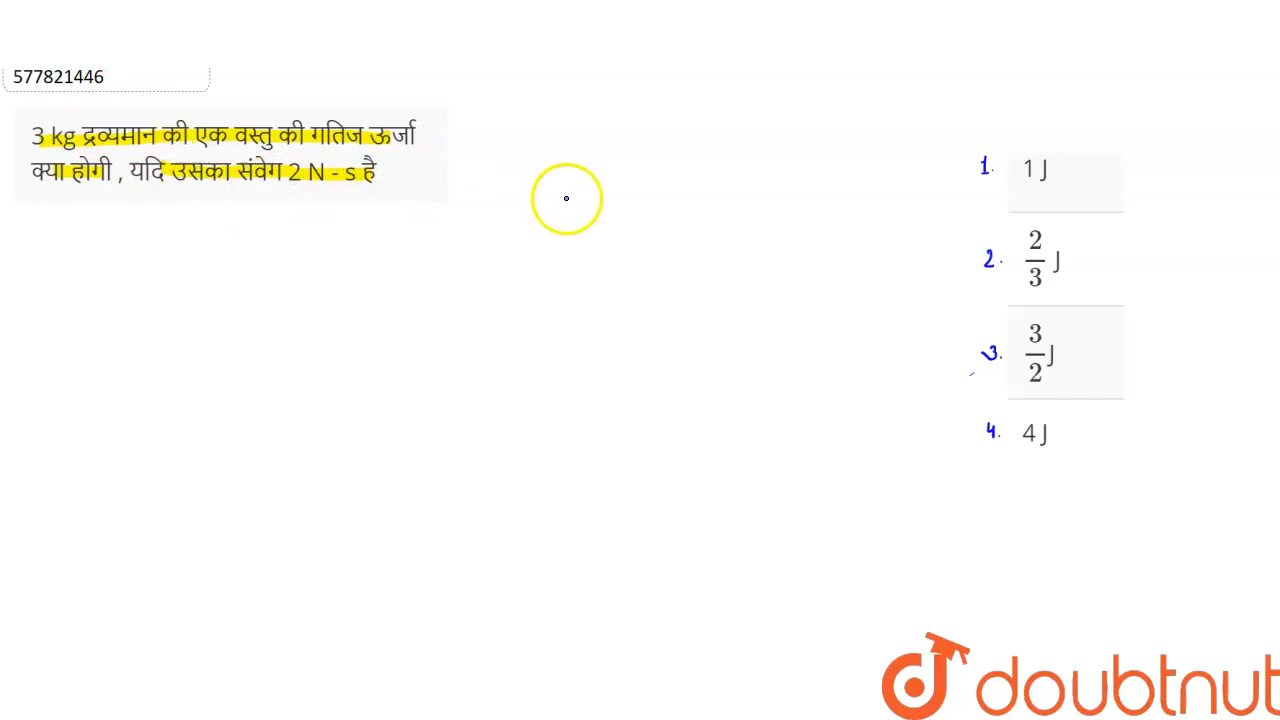 577821446
3 kg द्रव्यमान की एक वस्तु की गतिज ऊर्जा
क्या होगी , यदि उसका संवेग 2 N - s है
1. 1 J
2. 2/3 J
3. 3/2 J
4. 4 J
doubtnut